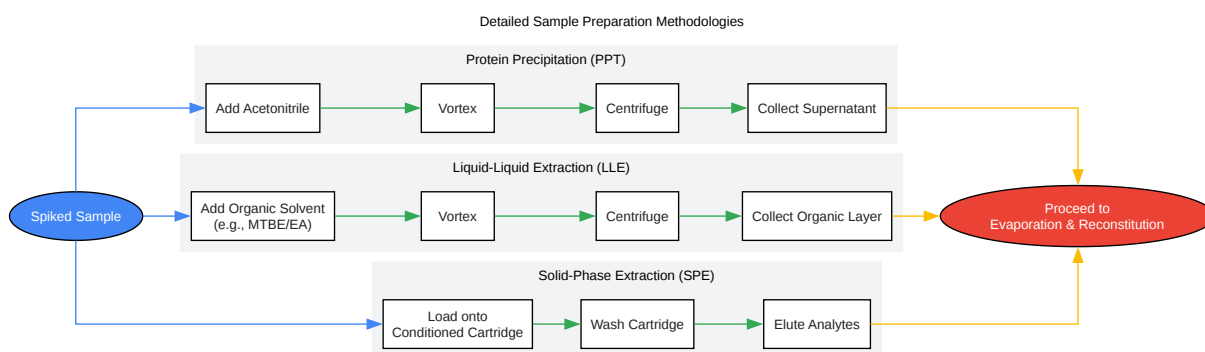 Detailed Sample Preparation Methodologies
Protein Precipitation (PPT)
Add Acetonitrile
Vortex
Centrifuge
Collect Supernatant
Liquid-Liquid Extraction (LLE)
Spiked Sample
Add Organic Solvent
(e.g., MTBE/EA)
Vortex
Centrifuge
Collect Organic Layer
Proceed to
Evaporation & Reconstitution
Solid-Phase Extraction (SPE)
Load onto
Conditioned Cartridge
Wash Cartridge
Elute Analytes